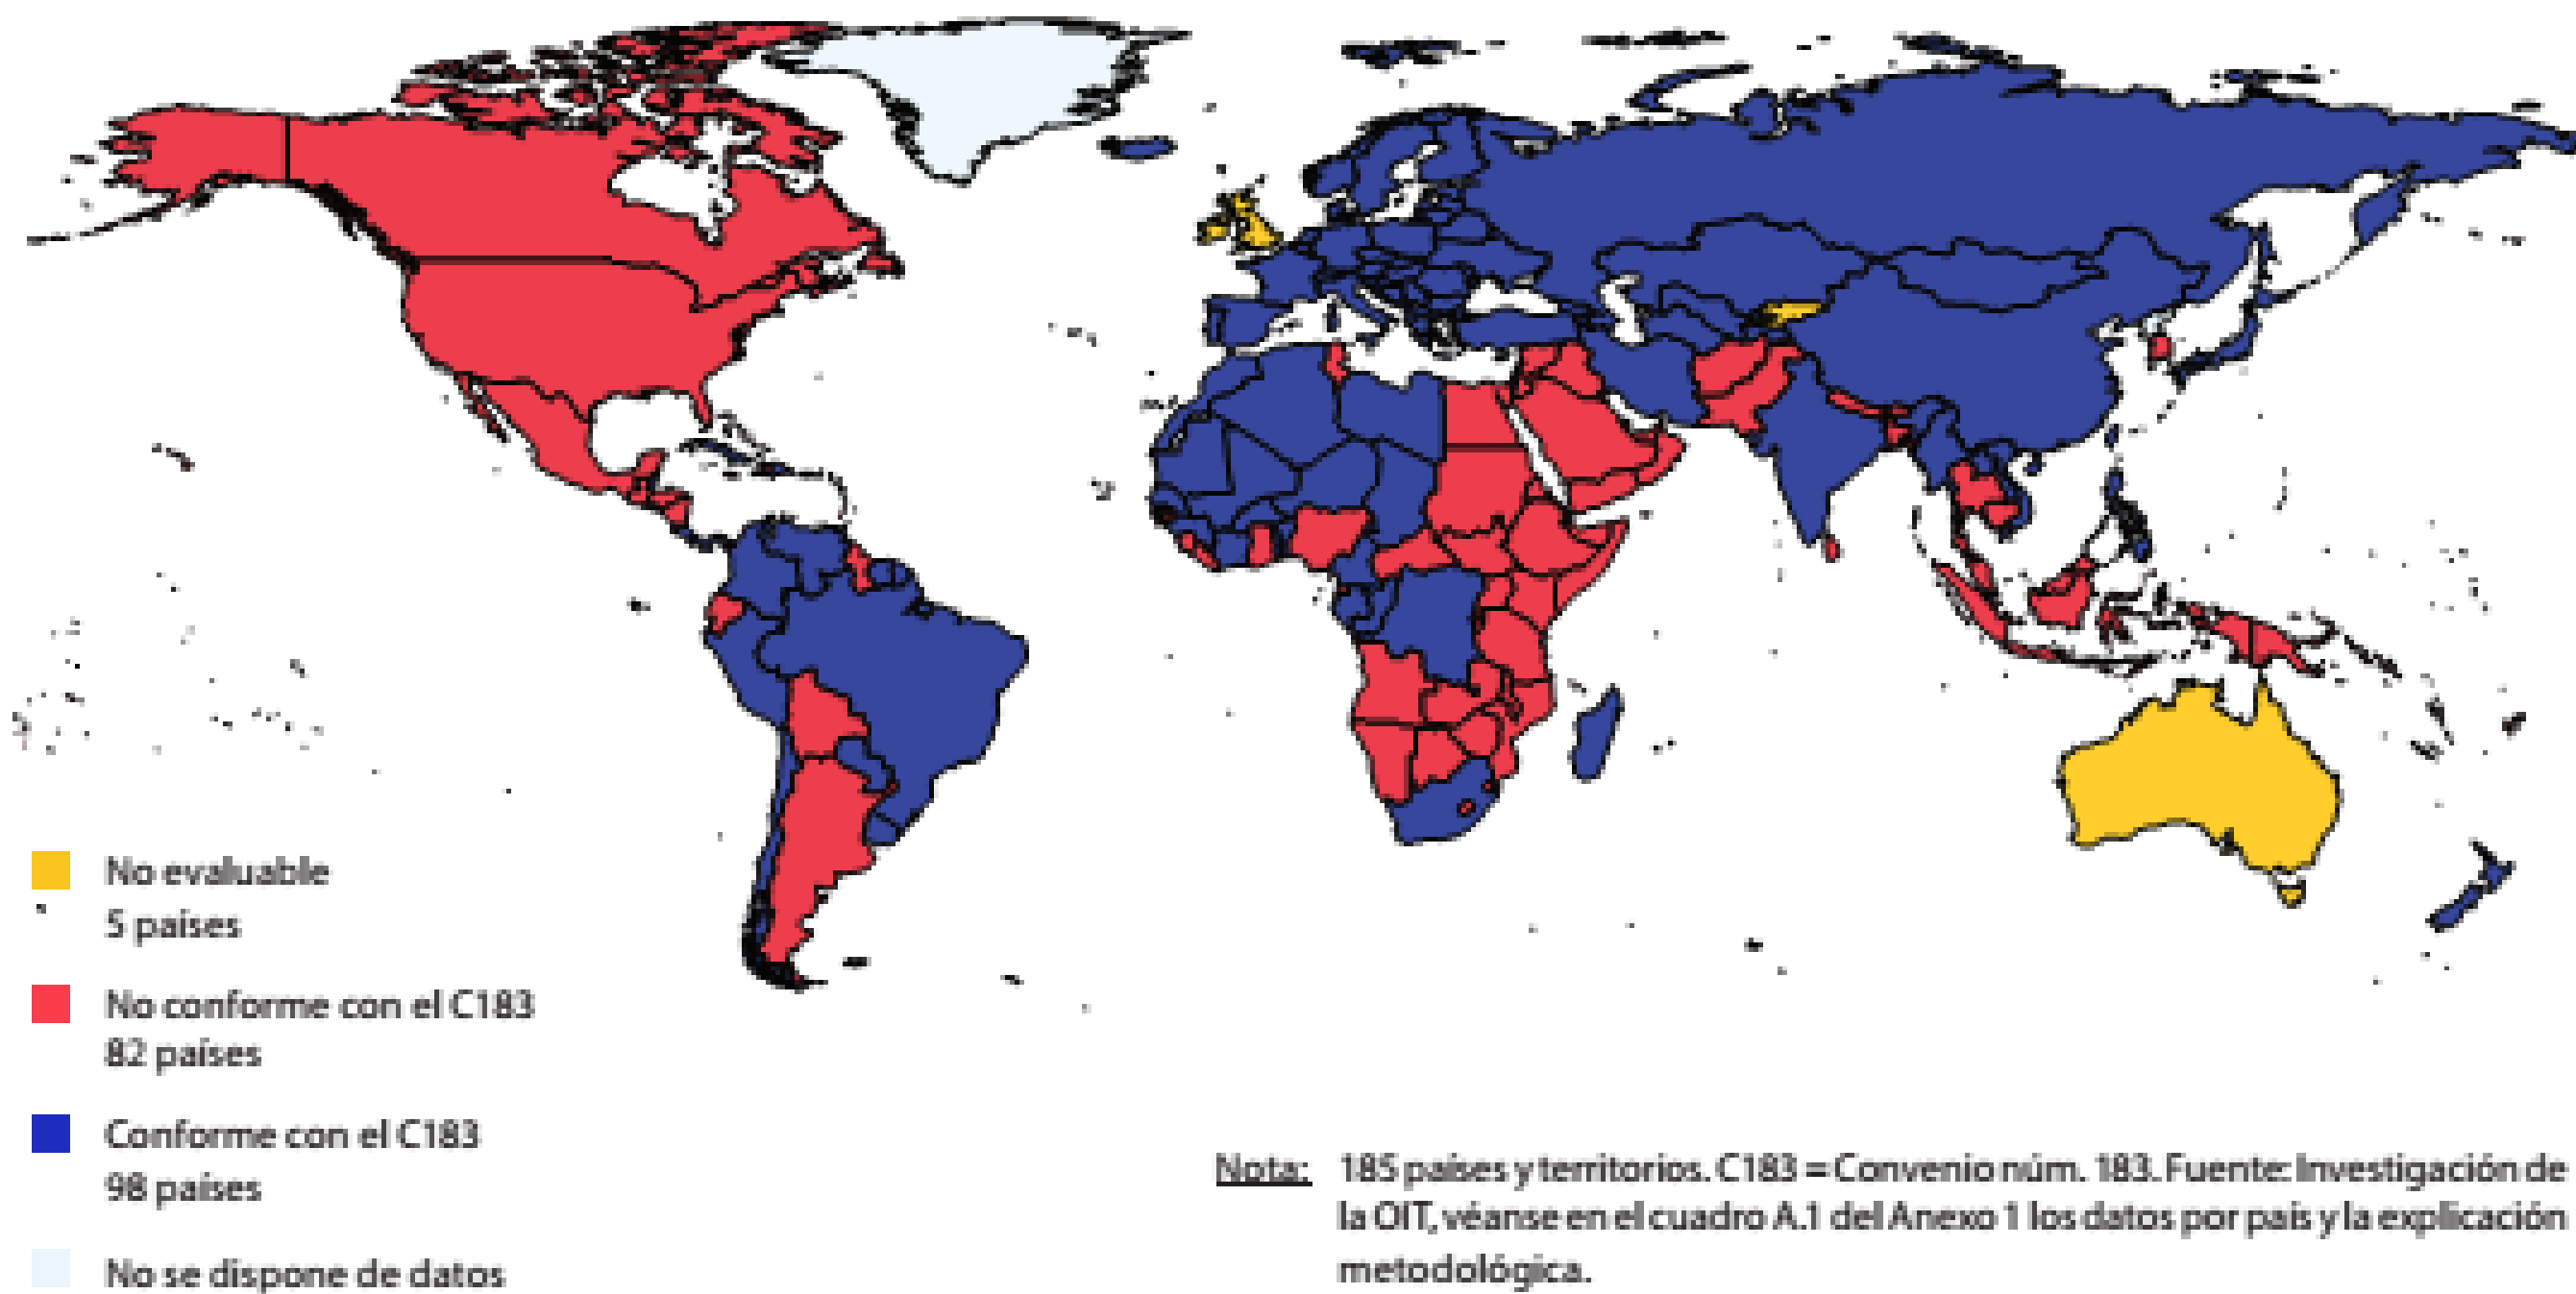 No evaluable
5 países
No conforme con el C183
82 países
Conforme con el C183
98 países
No se dispone de datos
Nota: 185 países y territorios. C183 = Convenio núm. 183. Fuente: Investigación de
la OIT, véanse en el cuadro A.1 del Anexo 1 los datos por país y la explicación
metodológica.